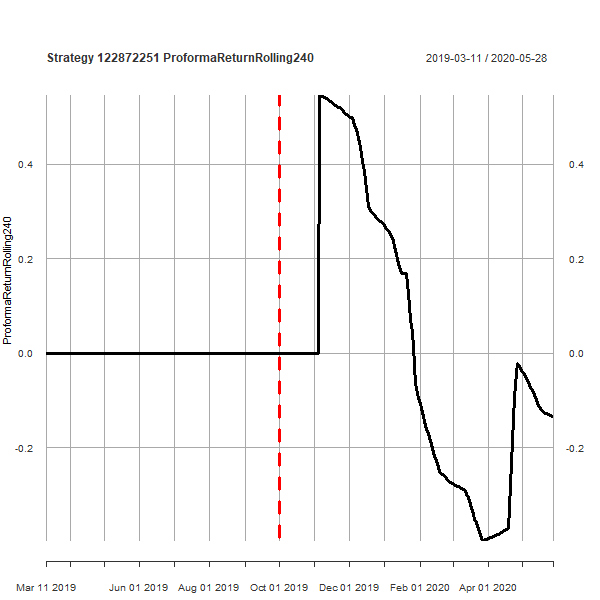 Strategy 122872251 ProformaReturnRolling240
2019-03-11 / 2020-05-28
ProformaReturnRolling240
0.4
0.2
0.0
-0.2
0.4
0.2
0.0
-0.2
Mar 11 2019
Jun 01 2019
Aug 01 2019
Oct 01 2019
Dec 01 2019
Feb 01 2020
Apr 01 2020